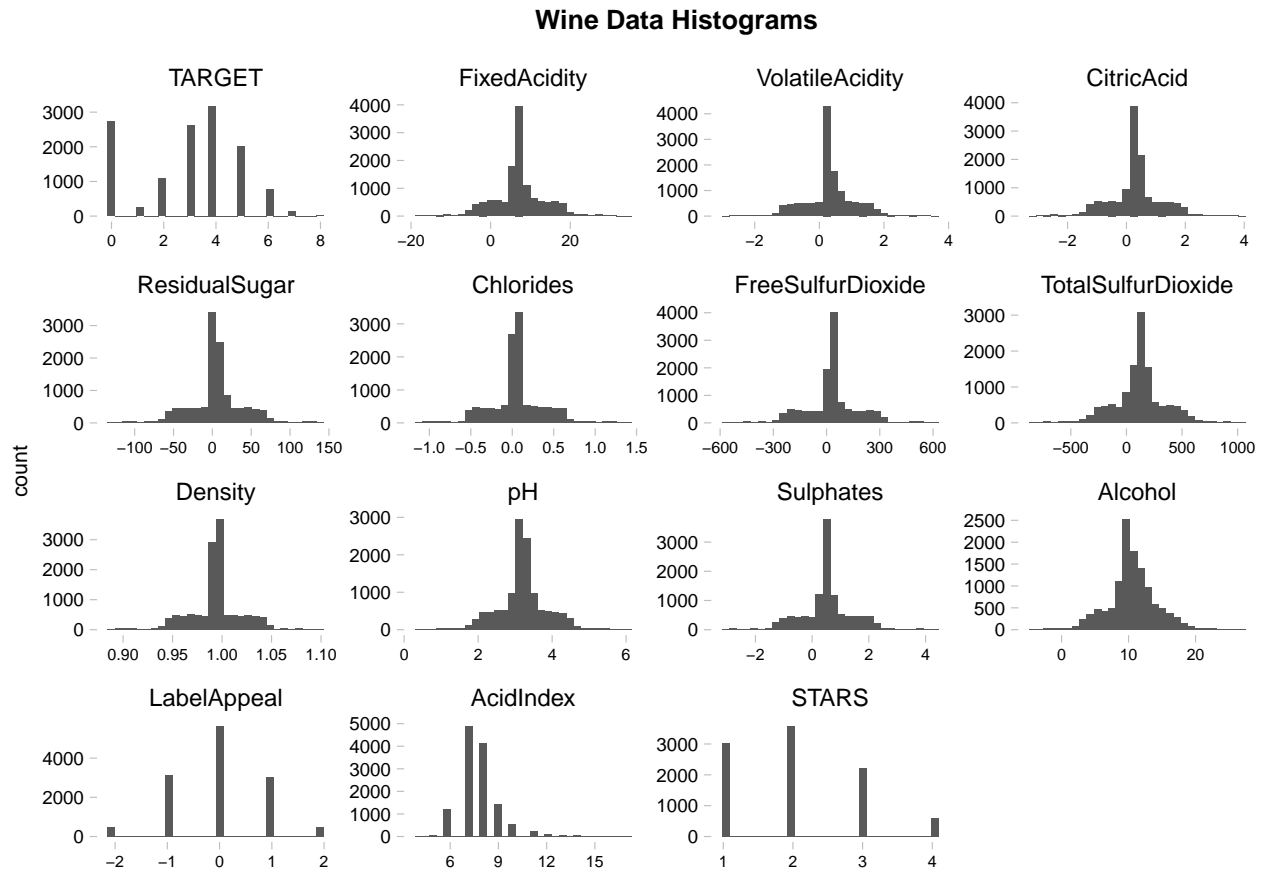 Wine Data Histograms
TARGET FixedAcidity VolatileAcidity CitricAcid
3000 4000 4000 4000
2000 3000 3000 3000
1000 2000 2000 2000
0 1000 1000 1000
0 0 0
0 2 4 6 8 −20 0 20 −2 0 2 4 −2 0 2 4
ResidualSugar Chlorides FreeSulfurDioxide TotalSulfurDioxide
3000 3000 4000 3000
2000 2000 3000 2000
1000 1000 2000 1000
0 0 1000 0
0
−100 −50 0 50 100 150 −1.0 −0.5 0.0 0.5 1.0 1.5 −600 −300 0 300 600 −500 0 500 1000
count
Density pH Sulphates Alcohol
3000 3000 3000 2500
2000 2000 2000 2000
1000 1000 1000 1500
0 0 0 1000
500
0
0.90 0.95 1.00 1.05 1.10 0 2 4 6 −2 0 2 4 0 10 20
LabelAppeal AcidIndex STARS
4000 5000 3000
2000 4000 2000
0 3000 1000
2000 0
1000
0
−2 −1 0 1 2 6 9 12 15 1 2 3 4